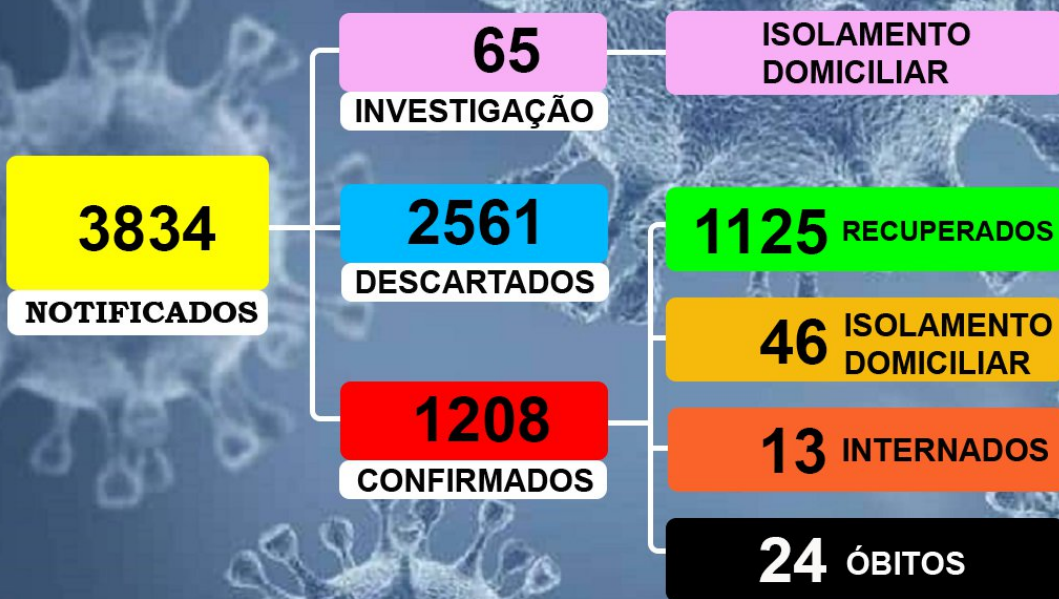 3834
NOTIFICADOS
65
INVESTIGAÇÃO
ISOLAMENTO
DOMICILIAR
2561
DESCARTADOS
1208
CONFIRMADOS
1125 RECUPERADOS
46 ISOLAMENTO
DOMICILIAR
13 INTERNADOS
24 ÓBITOS